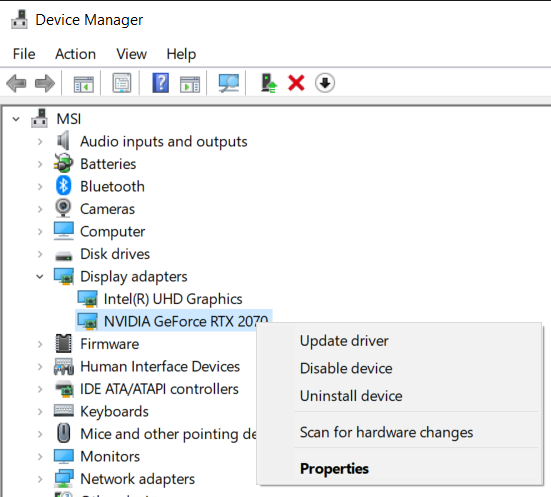 Device Manager
File Action View Help
MSI
Audio inputs and outputs
Batteries
Bluetooth
Cameras
Computer
Disk drives
Display adapters
Intel(R) UHD Graphics
NVIDIA GeForce RTX 2070
Firmware
Human Interface Devices
IDE ATA/ATAPI controllers
Keyboards
Mice and other pointing de
Monitors
Network adapters
Update driver
Disable device
Uninstall device
Scan for hardware changes
Properties